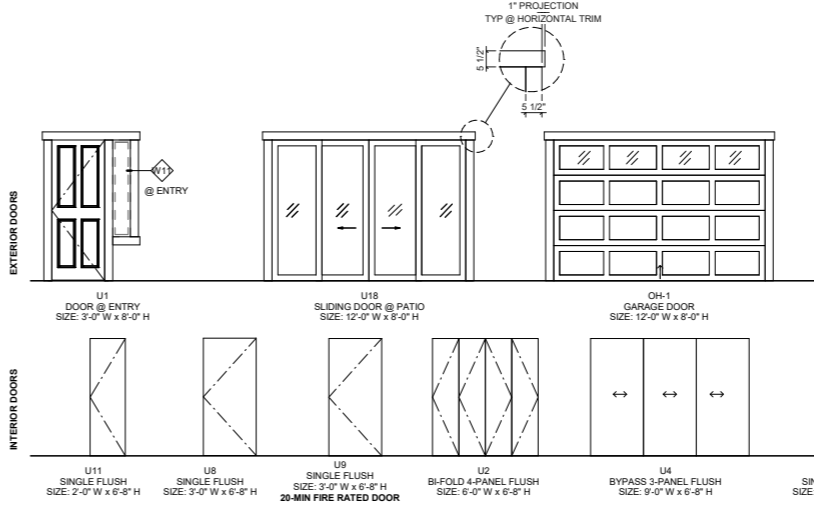 1" PROJECTION
TYP @ HORIZONTAL TRIM
5 1/2"
5 1/2"
EXTERIOR DOORS
W11
@ ENTRY
U1
DOOR @ ENTRY
SIZE: 3'-0" W x 8'-0" H
U18
SLIDING DOOR @ PATIO
SIZE: 12'-0" W x 8'-0" H
OH-1
GARAGE DOOR
SIZE: 12'-0" W x 8'-0" H
INTERIOR DOORS
U11
SINGLE FLUSH
SIZE: 2'-0" W x 6'-8" H
U8
SINGLE FLUSH
SIZE: 3'-0" W x 6'-8" H
U9
SINGLE FLUSH
SIZE: 3'-0" W x 6'-8" H
20-MIN FIRE RATED DOOR
U2
BI-FOLD 4-PANEL FLUSH
SIZE: 6'-0" W x 6'-8" H
U4
BYPASS 3-PANEL FLUSH
SIZE: 9'-0" W x 6'-8" H
SIN
SIZE: